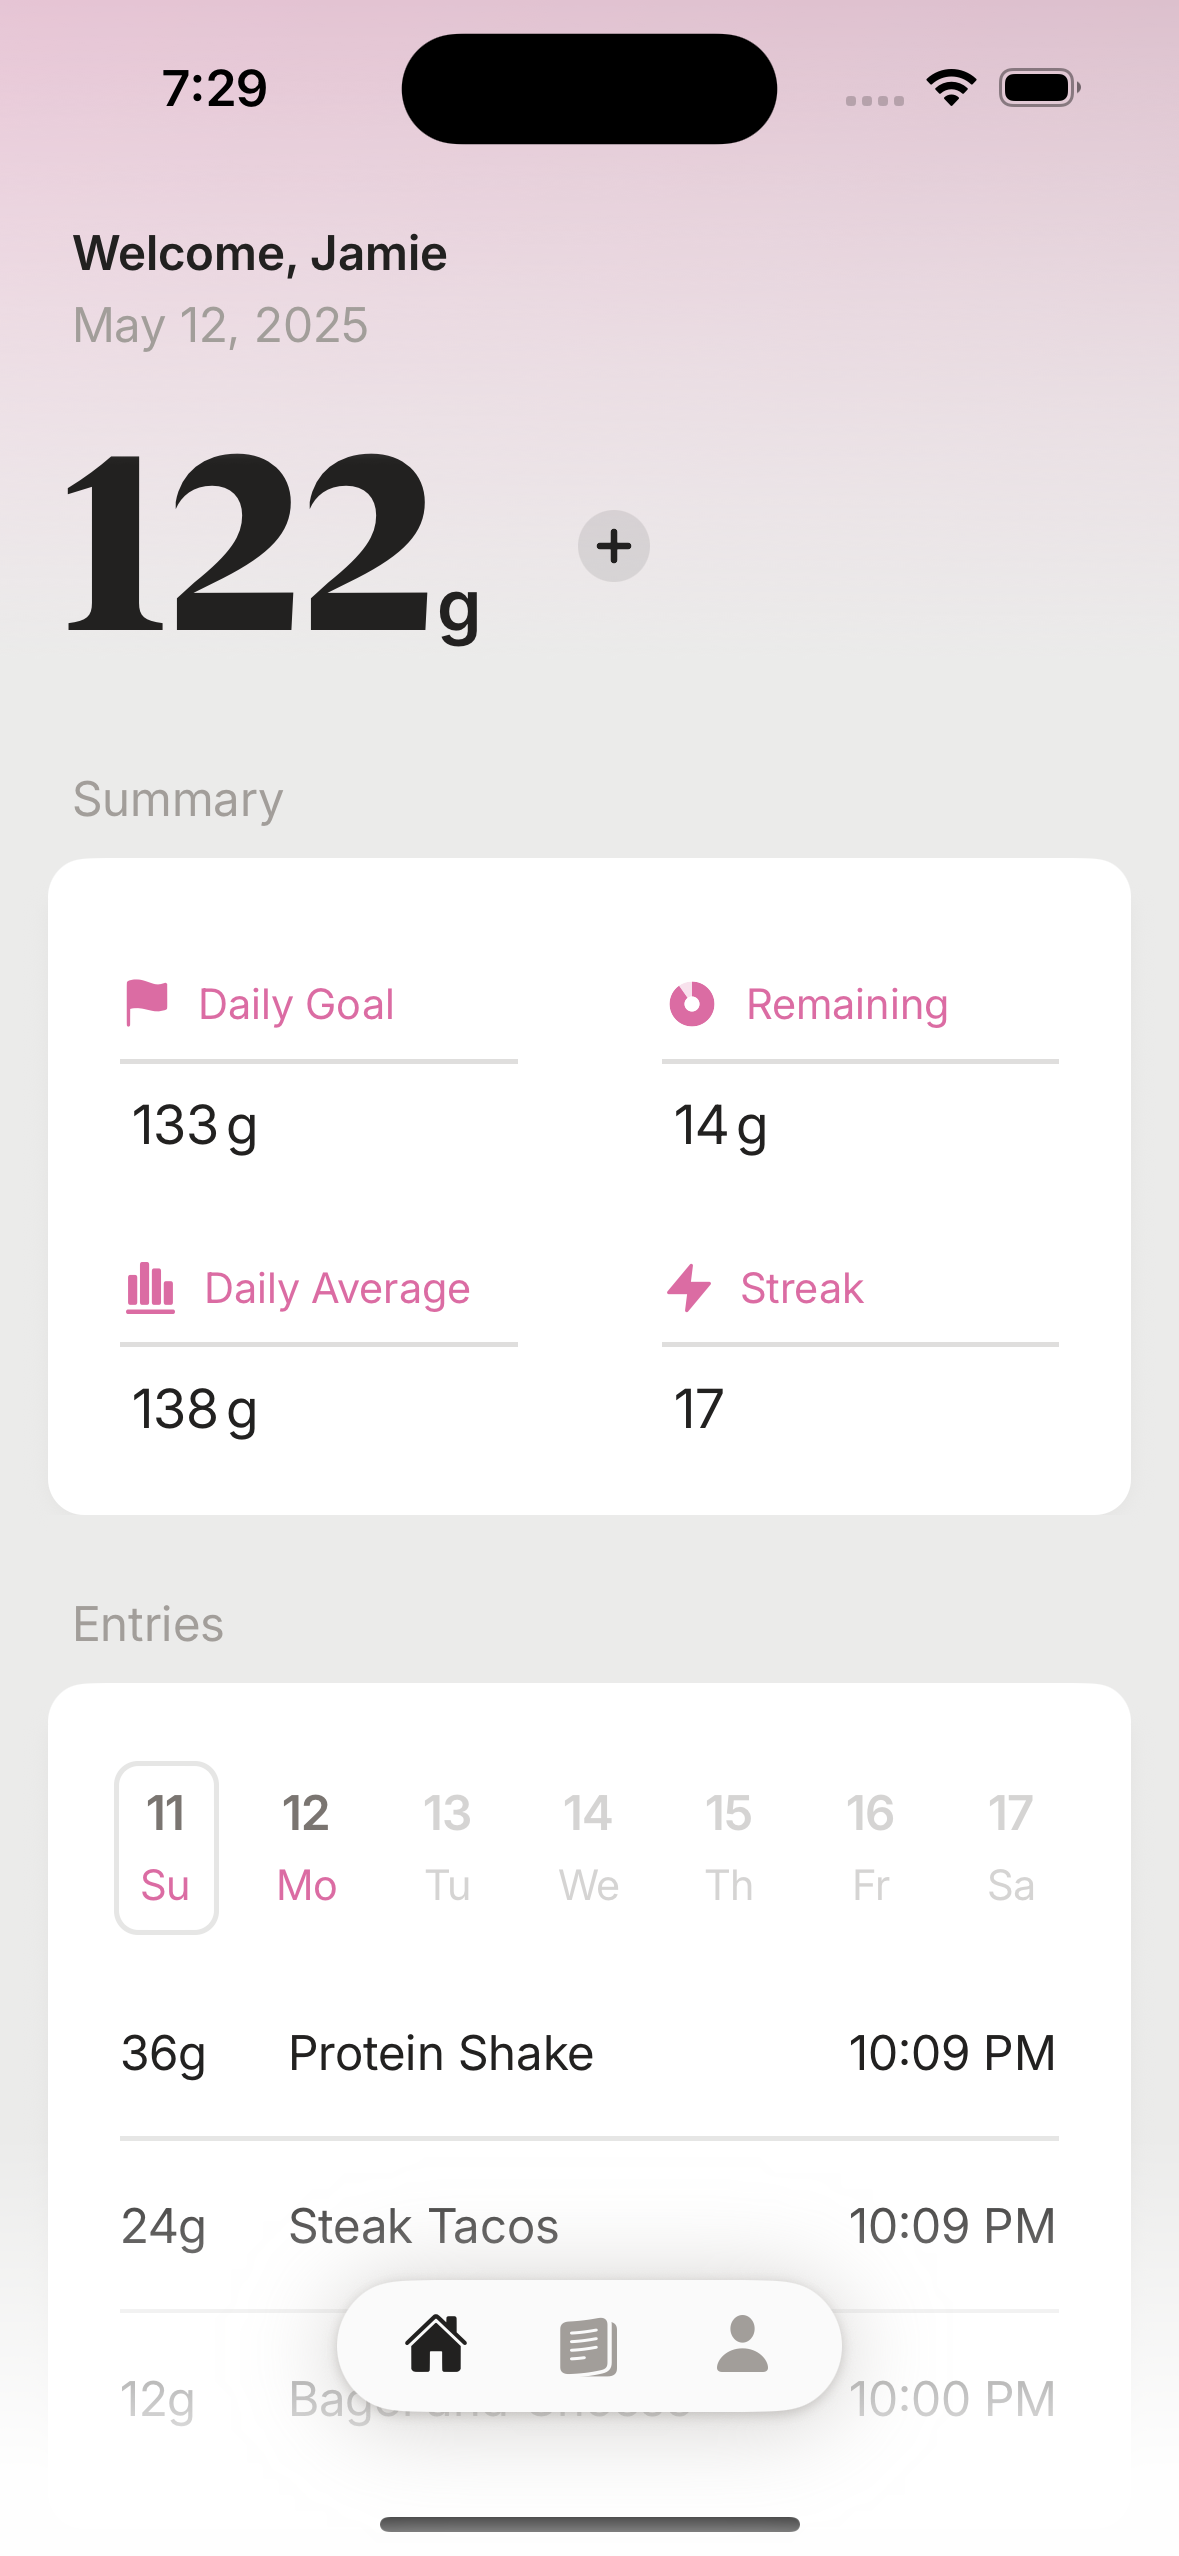 7:29
Welcome, Jamie
May 12, 2025
122g
Summary
Daily Goal
133 g
Remaining
14 g
Daily Average
138 g
Streak
17
Entries
11 12 13 14 15 16 17
Su Mo Tu We Th Fr Sa
36g Protein Shake 10:09 PM
24g Steak Tacos 10:09 PM
12g 10:00 PM